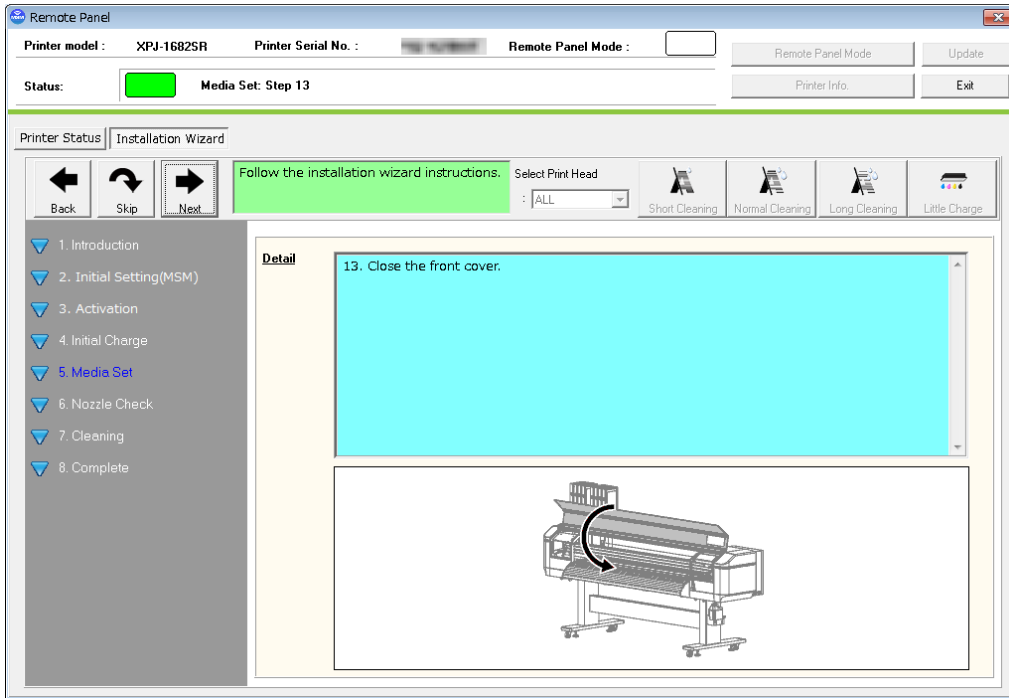 Remote Panel
Printer model : XPJ-1682SR Printer Serial No. : Remote Panel Mode :
Remote Panel Mode Update
Status: Media Set: Step 13
Printer Info. Exit
Printer Status Installation Wizard
Back Skip Next
Follow the installation wizard instructions.
Select Print Head
: ALL
Short Cleaning Normal Cleaning Long Cleaning Little Charge
1. Introduction
2. Initial Setting(MSM)
3. Activation
4. Initial Charge
5. Media Set
6. Nozzle Check
7. Cleaning
8. Complete
Detail
13. Close the front cover.